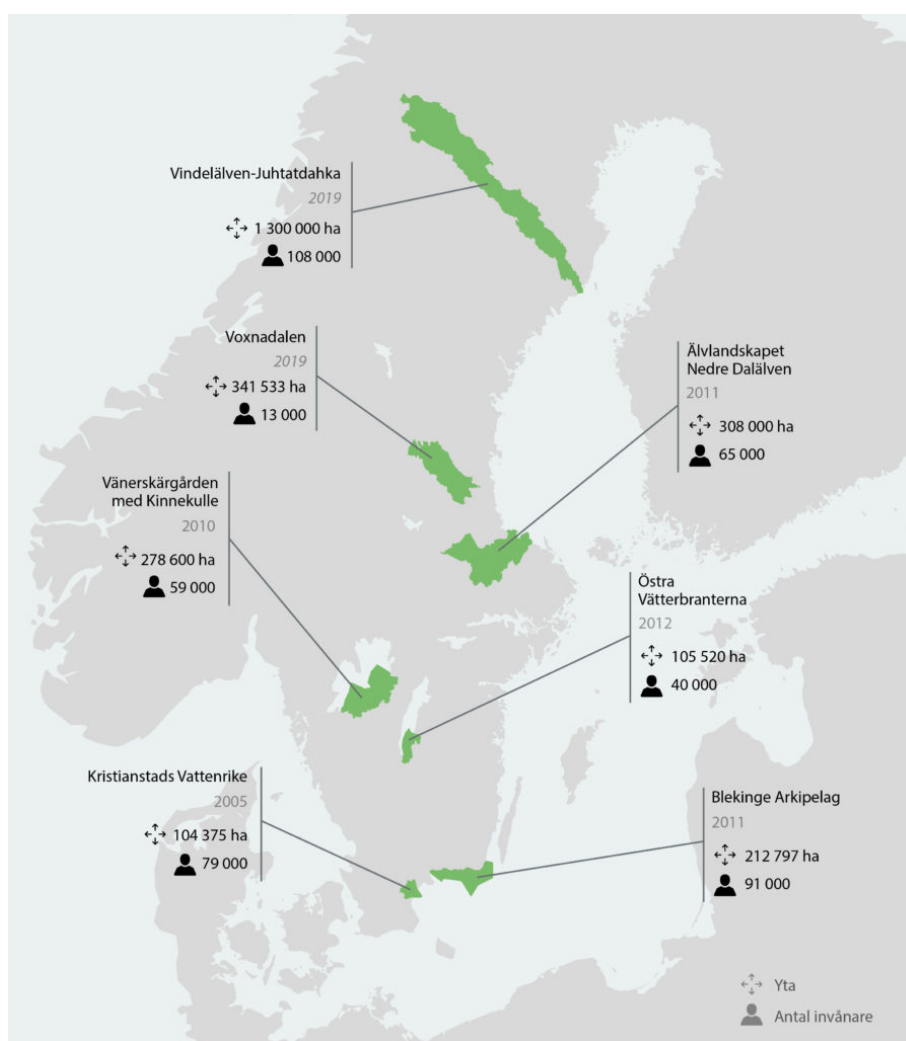 Vindelälven-Juhtatdahka
2019
1 300 000 ha
108 000
Voxnadalen
2019
341 533 ha
13 000
Älvlandskapet
Nedre Dalälven
2011
308 000 ha
65 000
Vänerskärgården
med Kinnekulle
2010
278 600 ha
59 000
Östra
Vätterbranterna
2012
105 520 ha
40 000
Kristianstads Vattenrike
2005
104 375 ha
79 000
Blekinge Arkipelag
2011
212 797 ha
91 000
Yta
Antal invånare